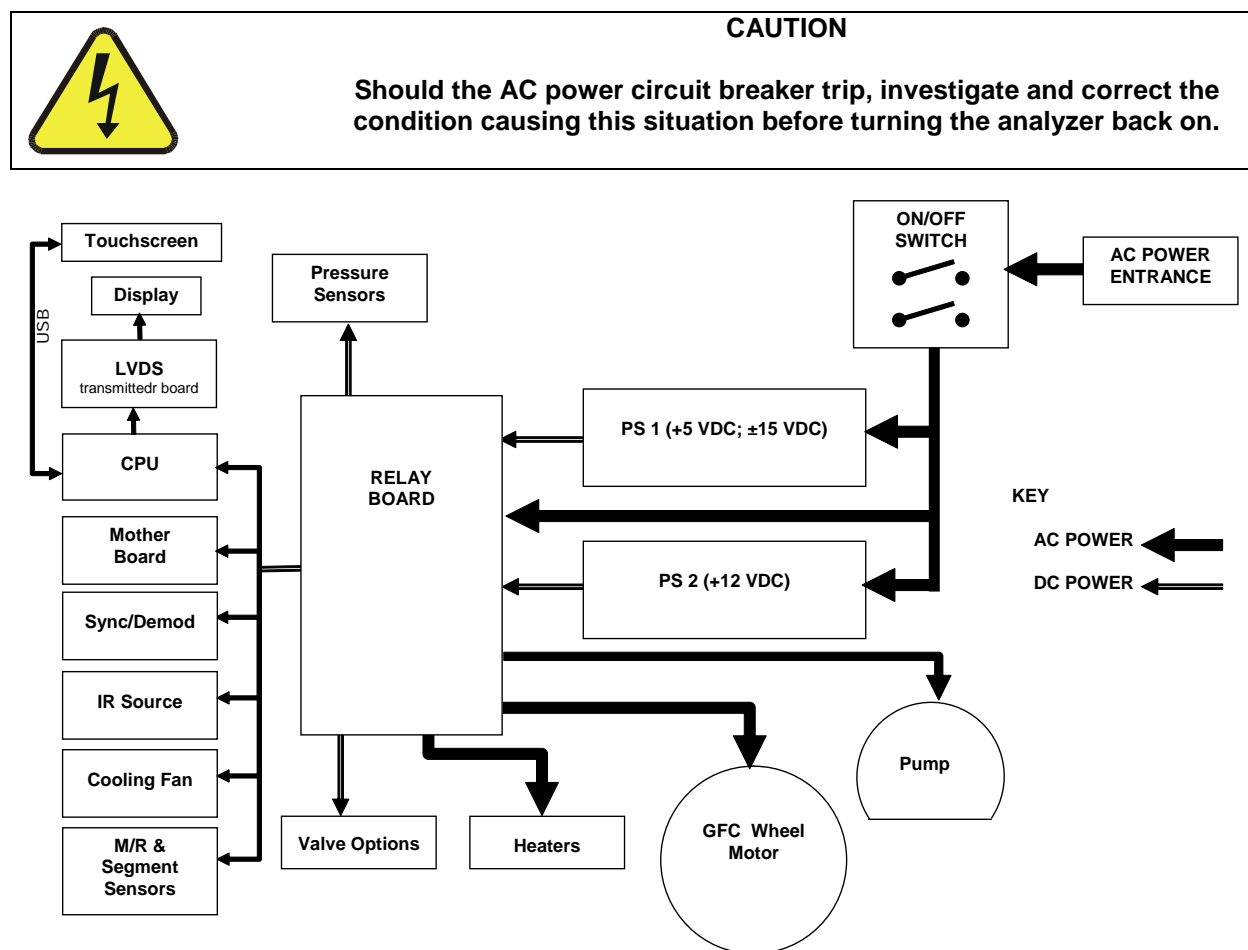 CAUTION
Should the AC power circuit breaker trip, investigate and correct the
condition causing this situation before turning the analyzer back on.
Touchscreen
Display
USB
LVDS
transmittedr board
CPU
Mother
Board
Sync/Demod
IR Source
Cooling Fan
M/R &
Segment
Sensors
Pressure
Sensors
RELAY
BOARD
Valve Options
Heaters
ON/OFF
SWITCH
AC POWER
ENTRANCE
PS 1 (+5 VDC; ±15 VDC)
PS 2 (+12 VDC)
KEY
AC POWER
DC POWER
Pump
GFC Wheel
Motor